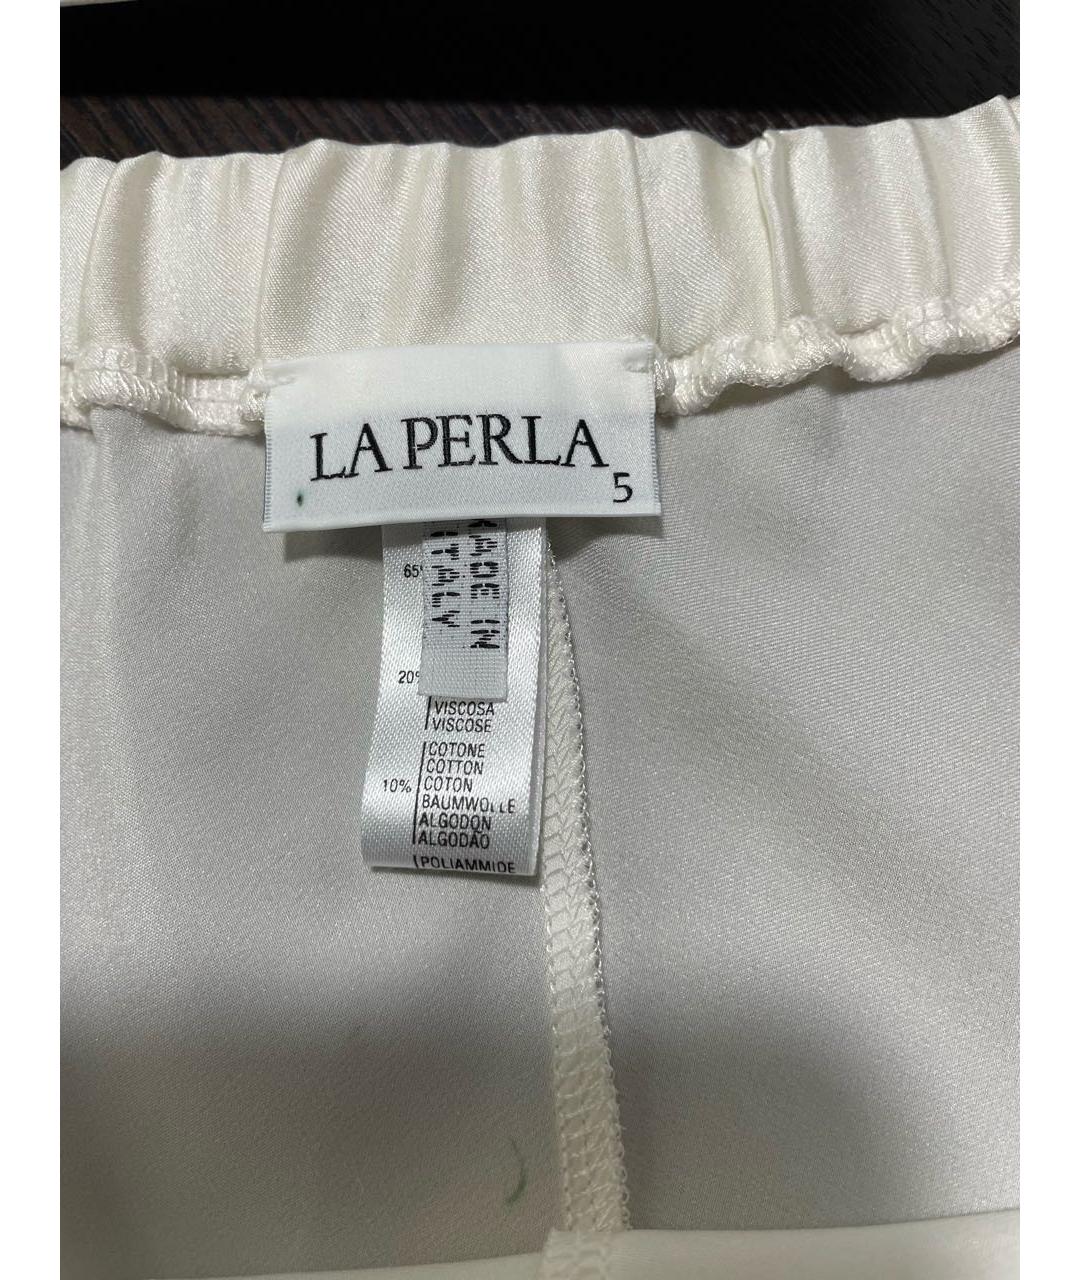 LA PERLA
5
MADE IN
ITALY
65%
20%
VISCOSA
VISCOSE
COTONE
COTTON
10% COTON
BAUMWOLLE
ALGODON
ALGODÃO
POLIAMMIDE